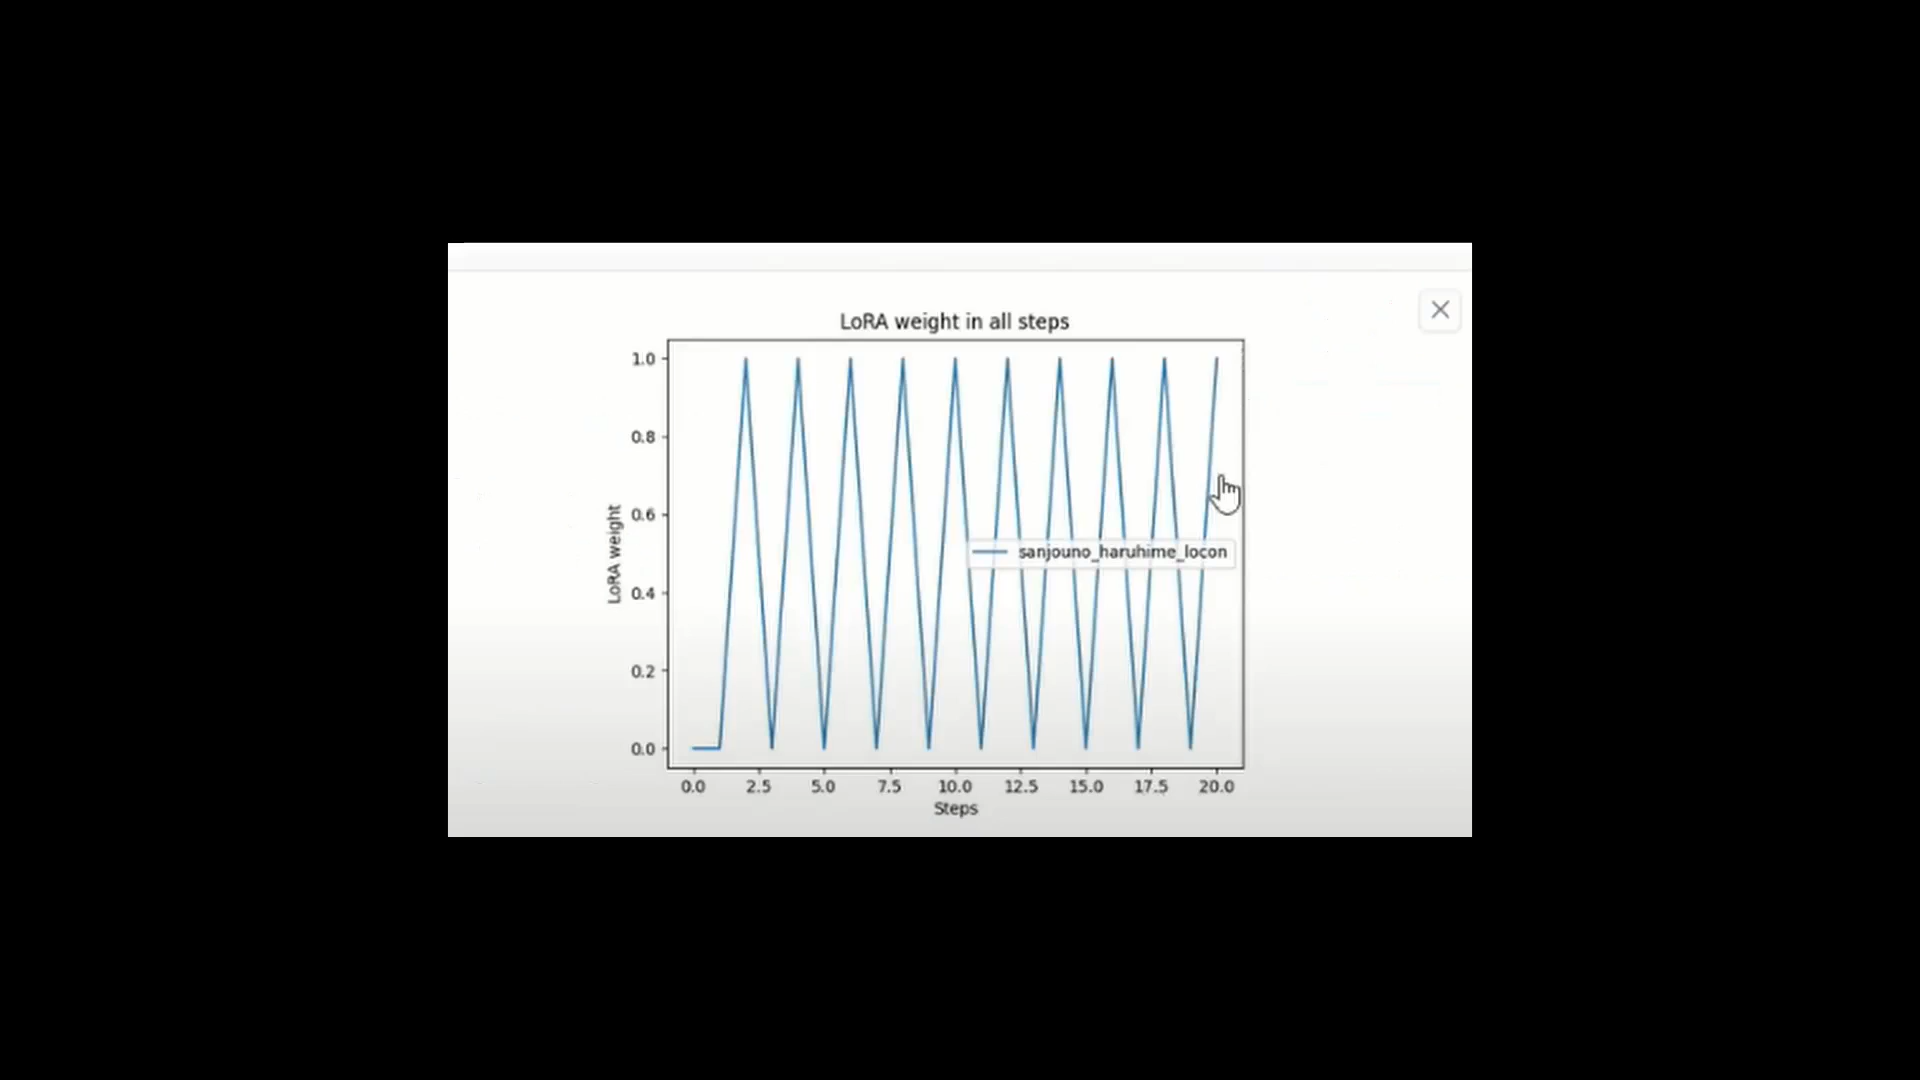 LoRA weight in all steps
1.0
0.8
0.6
0.4
0.2
0.0
LoRA weight
sanjouno_haruhime_locon
0.0 2.5 5.0 7.5 10.0 12.5 15.0 17.5 20.0
Steps